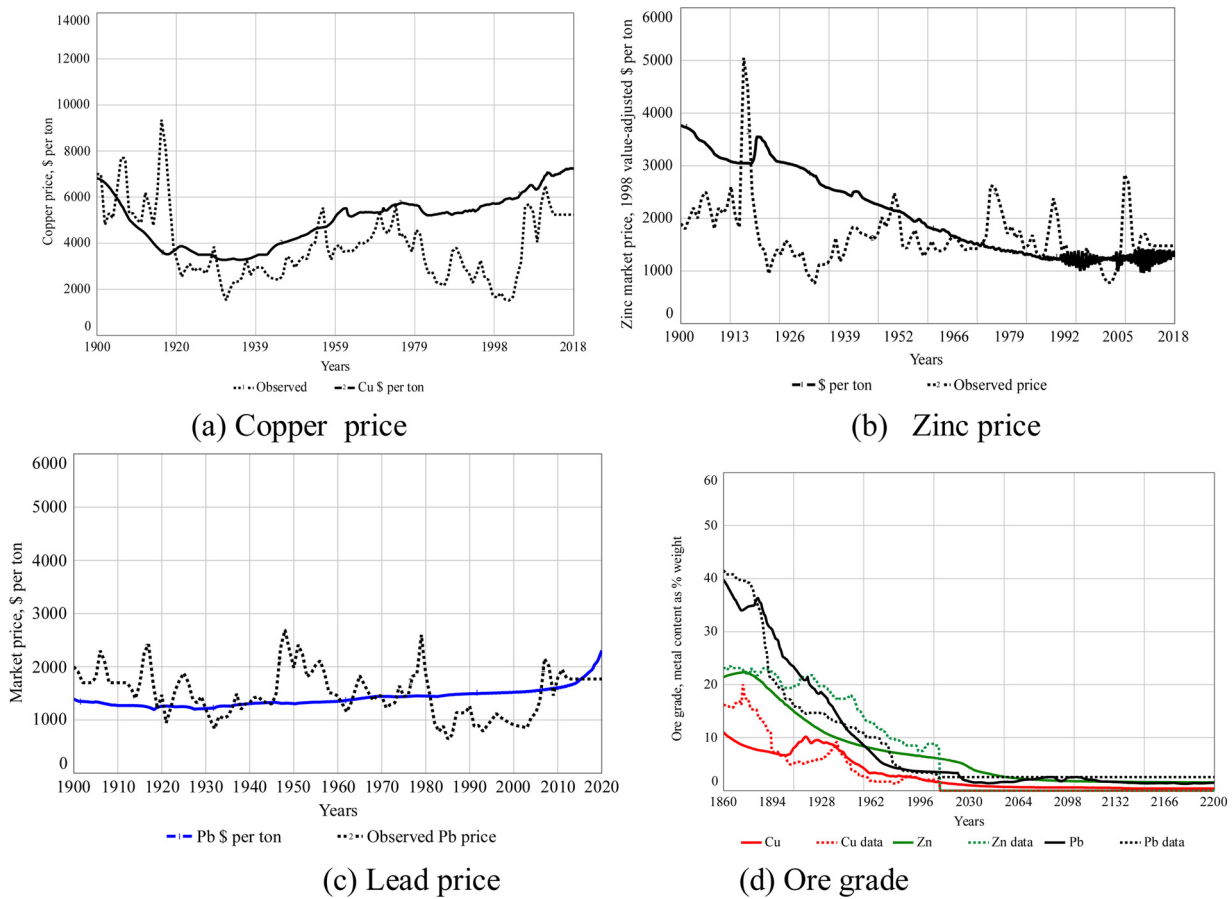 14000
12000
10000
8000
6000
4000
2000
0
Copper price, $ per ton
1900 1920 1939 1959 1979 1998 2018
Years
1 Observed 2 Cu $ per ton
(a) Copper price
6000
5000
4000
3000
2000
1000
0
Zinc market price, 1998 value-adjusted $ per ton
1900 1913 1926 1939 1952 1966 1979 1992 2005 2018
Years
1 $ per ton 2 Observed price
(b) Zinc price
6000
5000
4000
3000
2000
1000
0
Market price, $ per ton
1900 1910 1920 1930 1940 1950 1960 1970 1980 1990 2000 2010 2020
Years
1 Pb $ per ton 2 Observed Pb price
(c) Lead price
60
50
40
30
20
10
0
Ore grade, metal content as % weight
1860 1894 1928 1962 1996 2030 2064 2098 2132 2166 2200
Years
Cu Cu data Zn Zn data Pb Pb data
(d) Ore grade